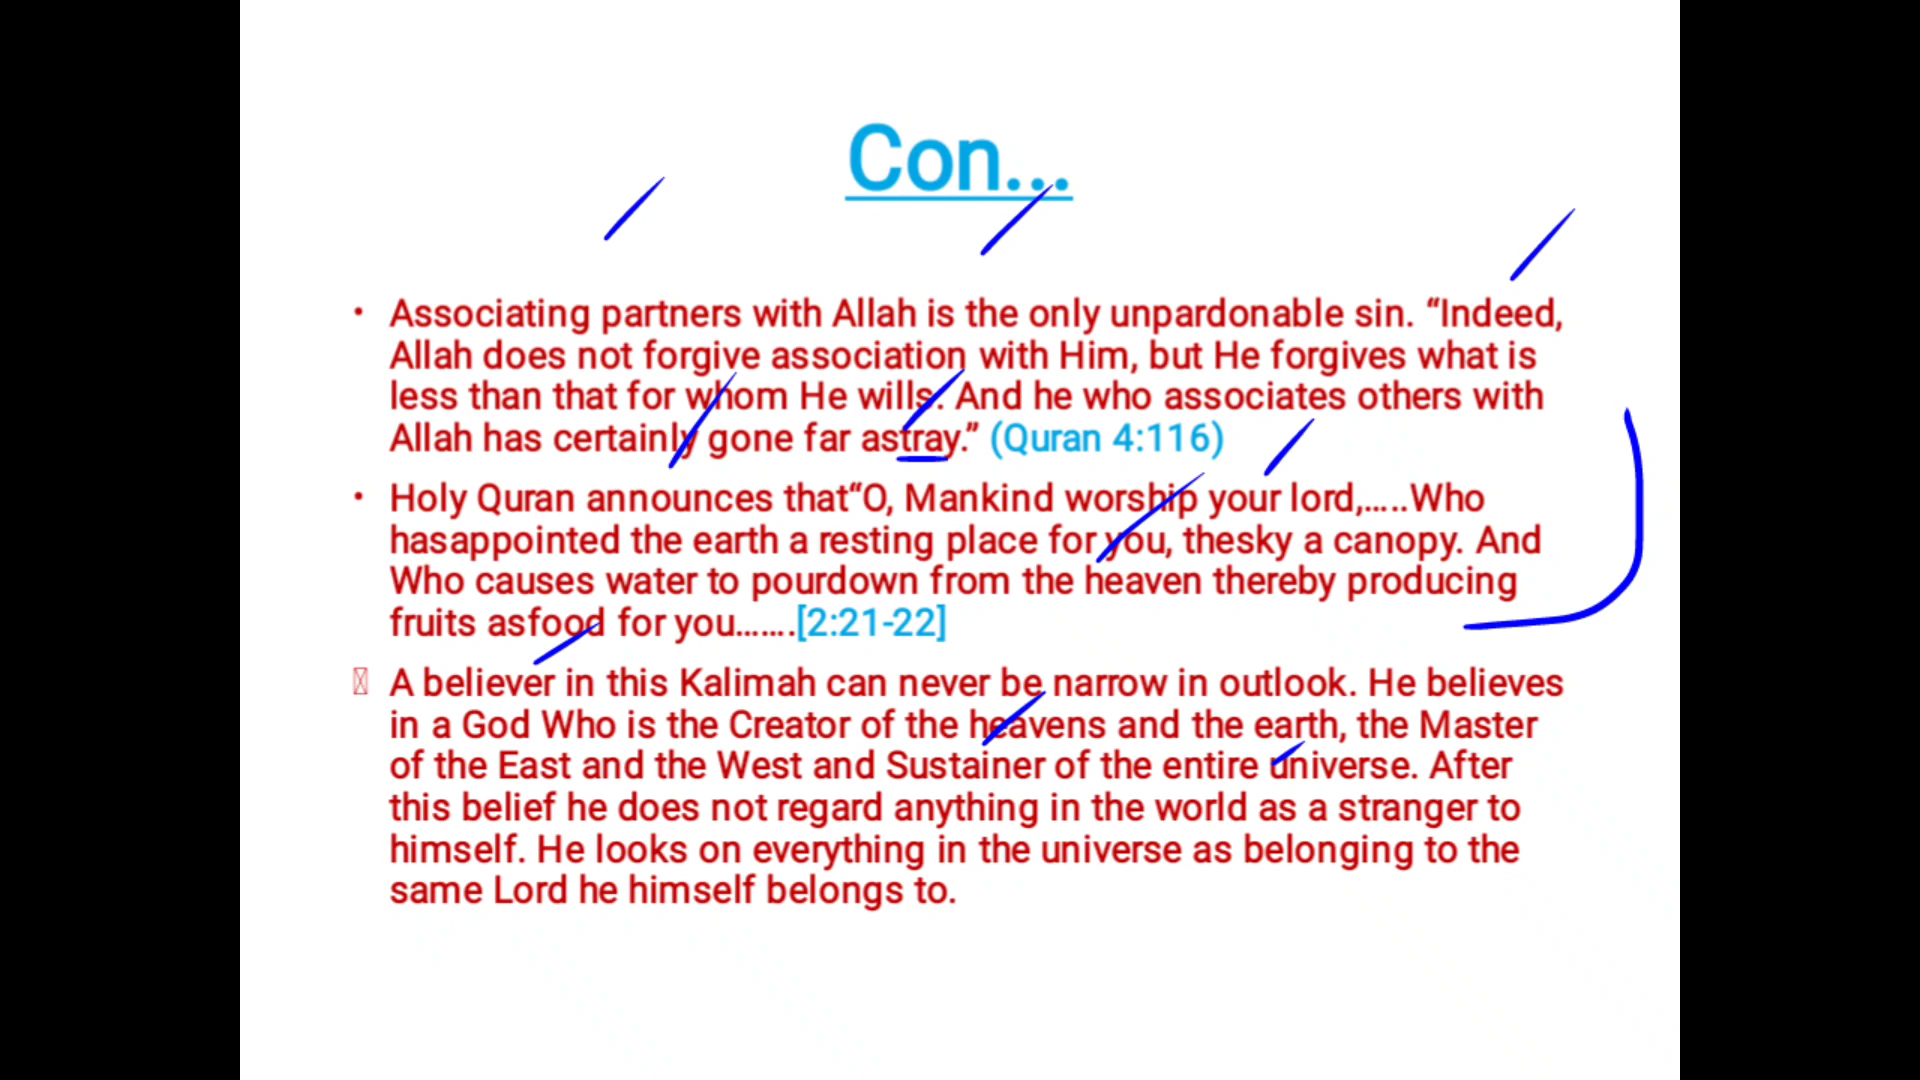 Con...
• Associating partners with Allah is the only unpardonable sin. “Indeed,
Allah does not forgive association with Him, but He forgives what is
less than that for whom He wills. And he who associates others with
Allah has certainly gone far astray.” (Quran 4:116)
• Holy Quran announces that“O, Mankind worship your lord,.....Who
hasappointed the earth a resting place for you, thesky a canopy. And
Who causes water to pourdown from the heaven thereby producing
fruits asfood for you.......[2:21-22]
A believer in this Kalimah can never be narrow in outlook. He believes
in a God Who is the Creator of the heavens and the earth, the Master
of the East and the West and Sustainer of the entire universe. After
this belief he does not regard anything in the world as a stranger to
himself. He looks on everything in the universe as belonging to the
same Lord he himself belongs to.